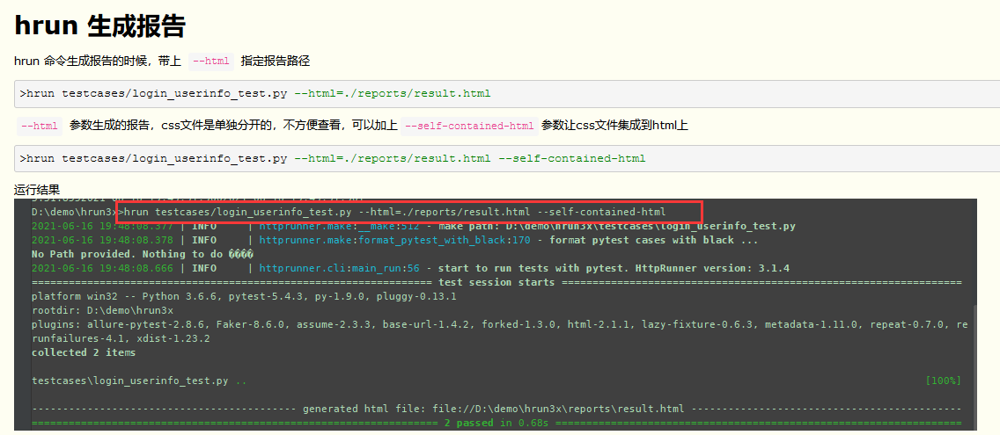 hrun 生成报告
hrun 命令生成报告的时候，带上 --html 指定报告路径
>hrun testcases/login_userinfo_test.py --html=./reports/result.html
--html 参数生成的报告，css文件是单独分开的，不方便查看，可以加上 --self-contained-html 参数让css文件集成到html上
>hrun testcases/login_userinfo_test.py --html=./reports/result.html --self-contained-html
运行结果
D:\demo\hrun3x>hrun testcases/login_userinfo_test.py --html=./reports/result.html --self-contained-html
2021-06-16 19:48:08.377 | INFO     | httprunner.make:__make:512 - make path: D:\demo\hrun3x\testcases\login_userinfo_test.py
2021-06-16 19:48:08.378 | INFO     | httprunner.make:format_pytest_with_black:170 - format pytest cases with black ...
No Path provided. Nothing to do ����
2021-06-16 19:48:08.666 | INFO     | httprunner.cli:main_run:56 - start to run tests with pytest. HttpRunner version: 3.1.4
================================================================= test session starts =================================================================
platform win32 -- Python 3.6.6, pytest-5.4.3, py-1.9.0, pluggy-0.13.1
rootdir: D:\demo\hrun3x
plugins: allure-pytest-2.8.6, Faker-8.6.0, assume-2.3.3, base-url-1.4.2, forked-1.3.0, html-2.1.1, lazy-fixture-0.6.3, metadata-1.11.0, repeat-0.7.0, re
runfailures-4.1, xdist-1.23.2
collected 2 items
testcases\login_userinfo_test.py .. [100%]
------------------------------------------- generated html file: file://D:\demo\hrun3x\reports\result.html --------------------------------------------
================================================================== 2 passed in 0.68s ==================================================================